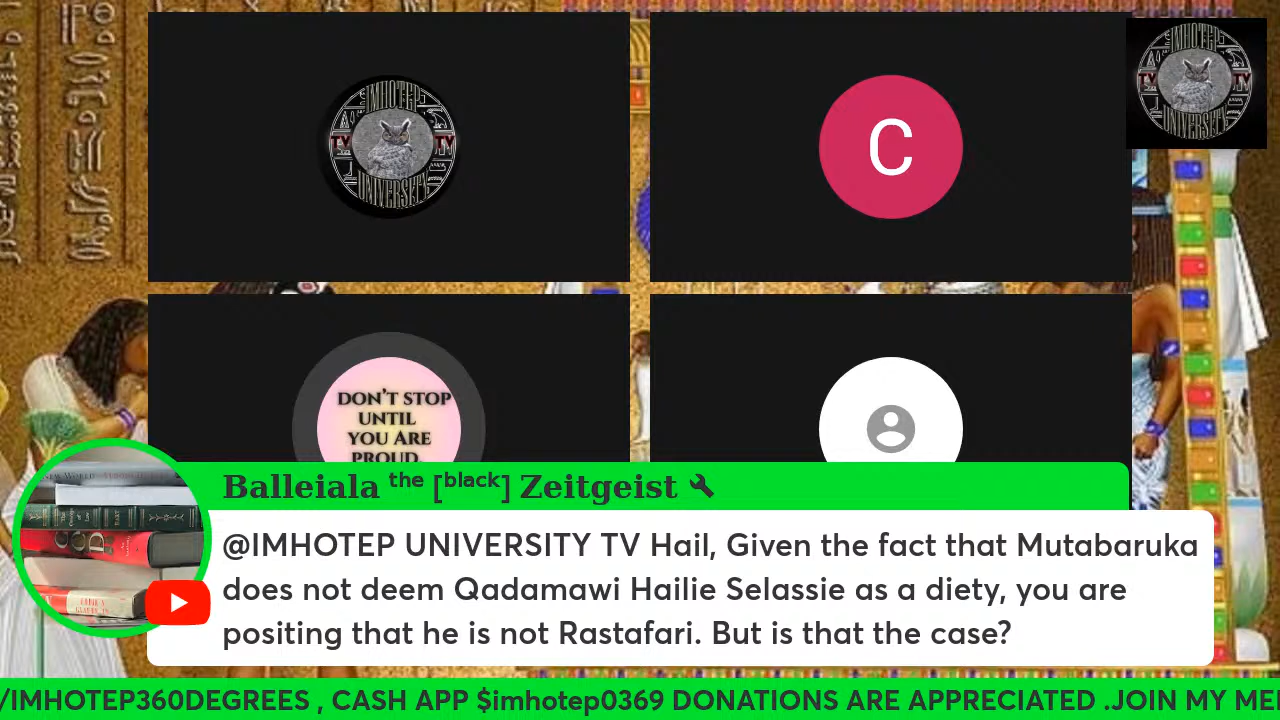 IMHOTEP
TV TV
UNIVERSITY
C
IMHOTEP
TV TV
UNIVERSITY
DON'T STOP
UNTIL
YOU ARE
PROUD
Balleiala the [black] Zeitgeist
@IMHOTEP UNIVERSITY TV Hail, Given the fact that Mutabaruka
does not deem Qadamawi Hailie Selassie as a diety, you are
positing that he is not Rastafari. But is that the case?
/IMHOTEP360DEGREES , CASH APP $imhotep0369 DONATIONS ARE APPRECIATED .JOIN MY ME